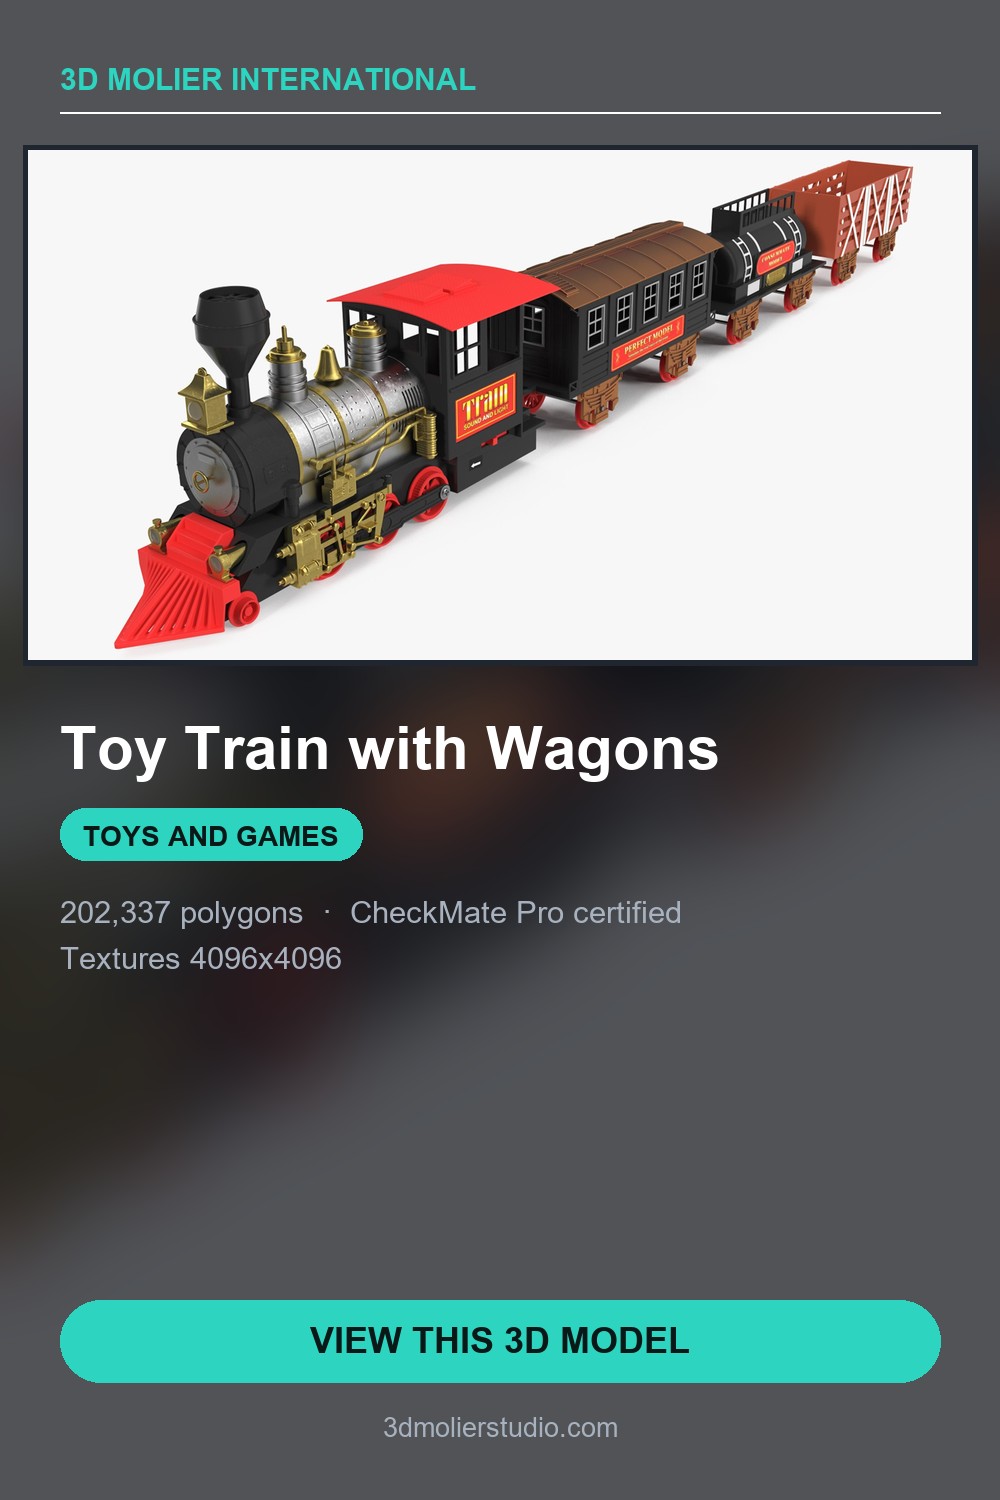 3D MOLIER INTERNATIONAL
Train
SOUND AND LIGHT
PERFECT MODEL
Toy Train with Wagons
TOYS AND GAMES
202,337 polygons · CheckMate Pro certified
Textures 4096x4096
VIEW THIS 3D MODEL
3dmolierstudio.com